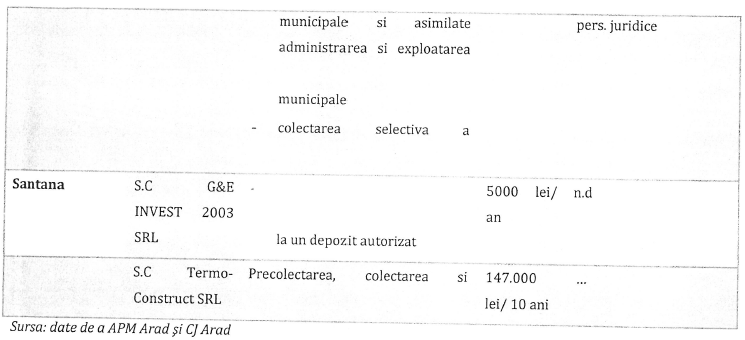 municipale si asimilate pers. juridice
administrarea si exploatarea
municipale
- colectarea selectiva a
Santana S.C G&E - 5000 lei/ n.d
INVEST 2003 an
SRL la un depozit autorizat
S.C Termo- Precolectarea, colectarea si 147.000 ...
Construct SRL lei/ 10 ani
Sursa: date de a APM Arad și CJ Arad